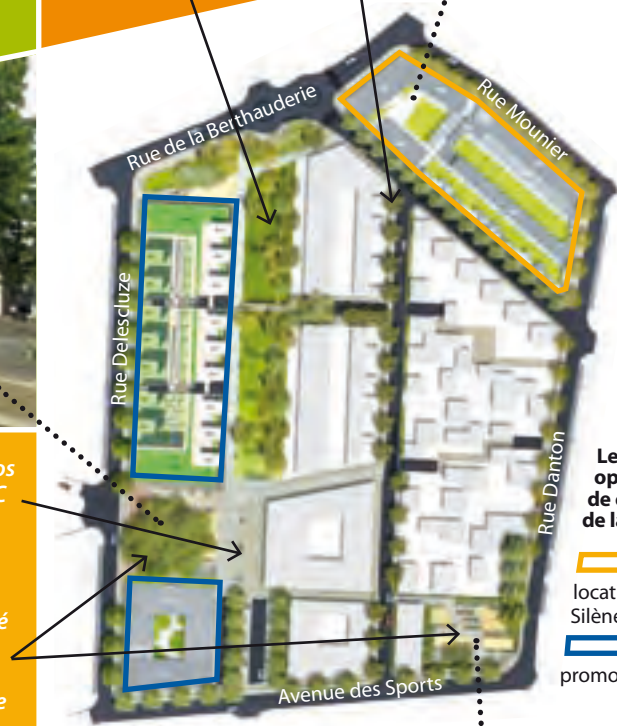 Rue de la Berthauderie
Rue Mounier
Rue Delescluze
Rue Danton
Avenue des Sports
Le
op
de
de la
locat
Silène
promo
ps
C
é
e